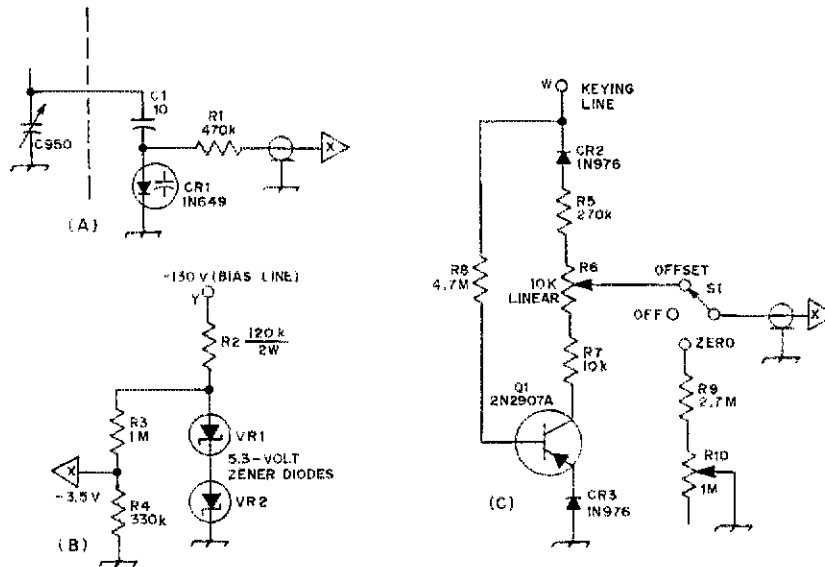 C1
10
R1
470k
X
C950
CR1
1N649
(A)
-130 V (BIAS LINE)
Y
R2 120k
2W
R3
1M
VR1
5.3-VOLT
ZENER DIODES
X
-3.5 V
R4
330k
VR2
(B)
W
KEYING
LINE
CR2
1N976
R5
270k
R8
4.7M
R6
10K
LINEAR
OFFSET
S1
OFF
X
ZERO
R7
10k
Q1
2N2907A
R9
2.7M
R10
1M
(C)
CR3
1N976